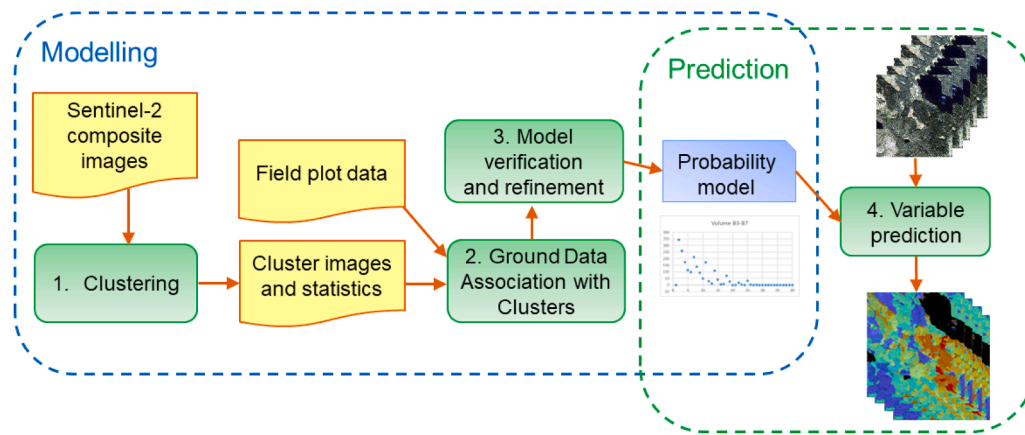 Modelling
Prediction
Sentinel-2
composite
images
Field plot data
3. Model
verification
and refinement
Probability
model
4. Variable
prediction
1. Clustering
Cluster images
and statistics
2. Ground Data
Association with
Clusters
Volume B3-B7